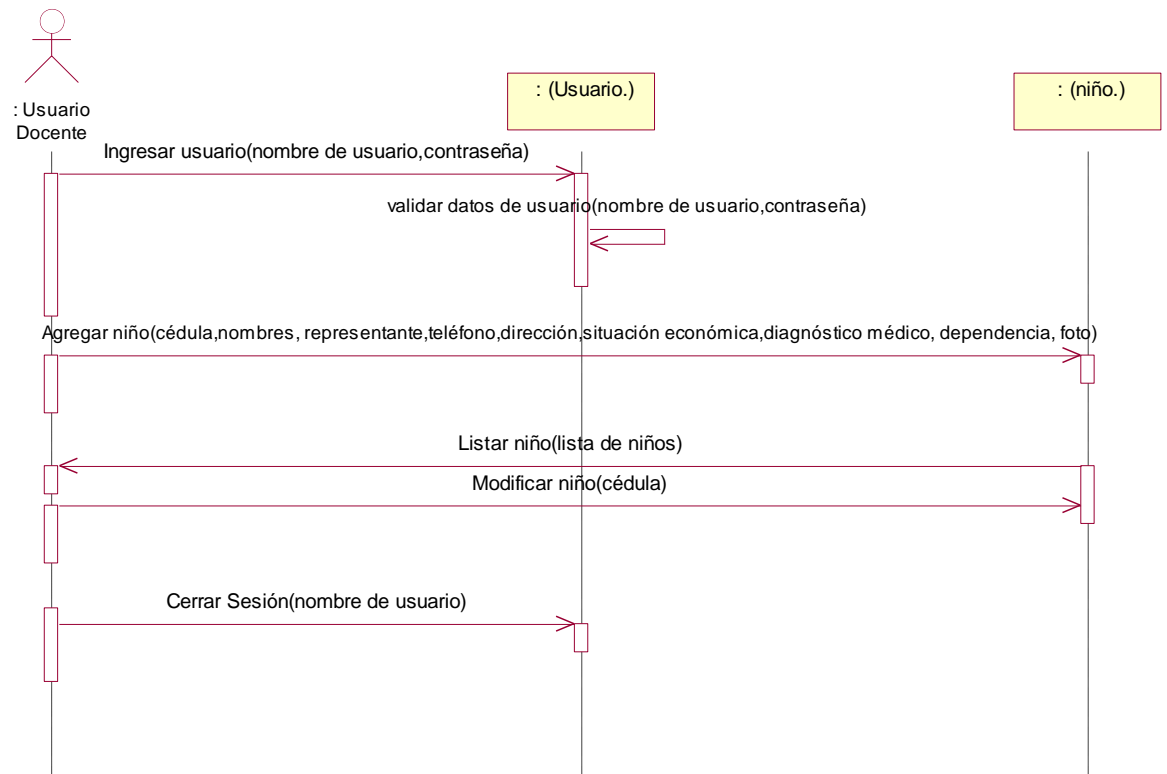 : Usuario
Docente
: (Usuario.)
: (niño.)
Ingresar usuario(nombre de usuario,contraseña)
validar datos de usuario(nombre de usuario,contraseña)
Agregar niño(cédula,nombres, representante,teléfono,dirección,situación económica,diagnóstico médico, dependencia, foto)
Listar niño(lista de niños)
Modificar niño(cédula)
Cerrar Sesión(nombre de usuario)